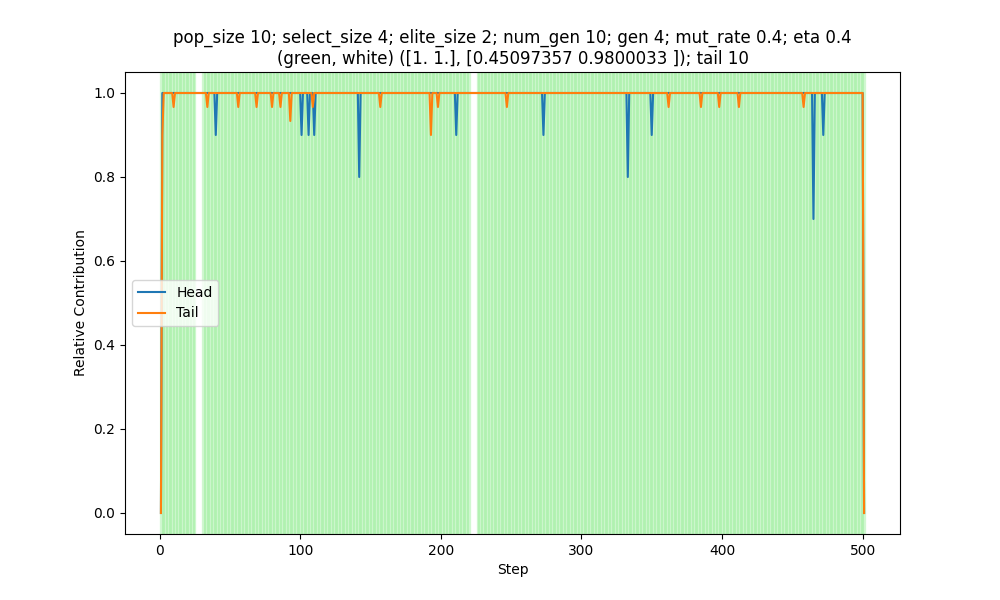 pop_size 10; select_size 4; elite_size 2; num_gen 10; gen 4; mut_rate 0.4; eta 0.4
(green, white) ([1. 1.], [0.45097357 0.9800033 ]); tail 10
1.0
0.8
0.6
0.4
0.2
0.0
Relative Contribution
Head
Tail
0
100
200
300
400
500
Step